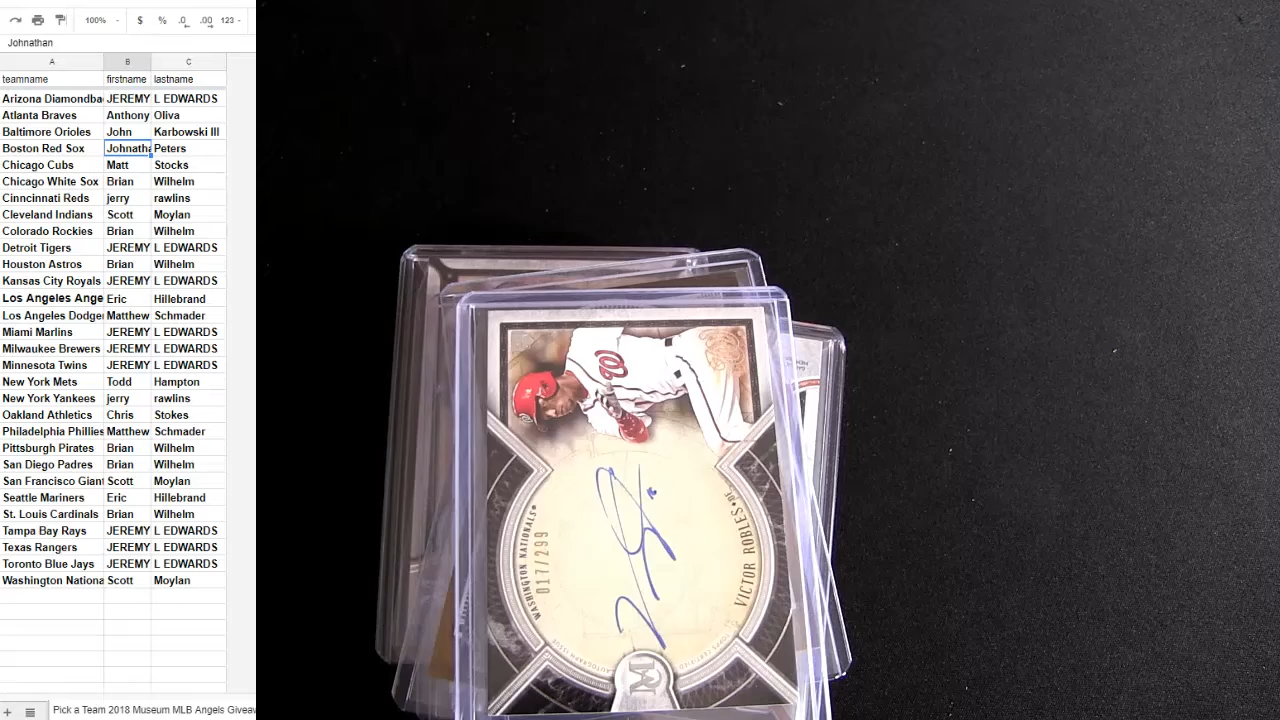 100%
$ % .0 .00 123
Johnathan
A B C
teamname firstname lastname
Arizona Diamondba JEREMY L EDWARDS
Atlanta Braves Anthony Oliva
Baltimore Orioles John Karbowski III
Boston Red Sox Johnatha Peters
Chicago Cubs Matt Stocks
Chicago White Sox Brian Wilhelm
Cinncinnati Reds jerry rawlins
Cleveland Indians Scott Moylan
Colorado Rockies Brian Wilhelm
Detroit Tigers JEREMY L EDWARDS
Houston Astros Brian Wilhelm
Kansas City Royals JEREMY L EDWARDS
Los Angeles Ange Eric Hillebrand
Los Angeles Dodge Matthew Schmader
Miami Marlins JEREMY L EDWARDS
Milwaukee Brewers JEREMY L EDWARDS
Minnesota Twins JEREMY L EDWARDS
New York Mets Todd Hampton
New York Yankees jerry rawlins
Oakland Athletics Chris Stokes
Philadelphia Phillies Matthew Schmader
Pittsburgh Pirates Brian Wilhelm
San Diego Padres Brian Wilhelm
San Francisco Giant Scott Moylan
Seattle Mariners Eric Hillebrand
St. Louis Cardinals Brian Wilhelm
Tampa Bay Rays JEREMY L EDWARDS
Texas Rangers JEREMY L EDWARDS
Toronto Blue Jays JEREMY L EDWARDS
Washington Nationa Scott Moylan
Pick a Team 2018 Museum MLB Angels Giveav
WASHINGTON NATIONALS
017/299
VICTOR ROBLES • OF
TOPPS CERTIFIED AUTOGRAPH ISSUE
M